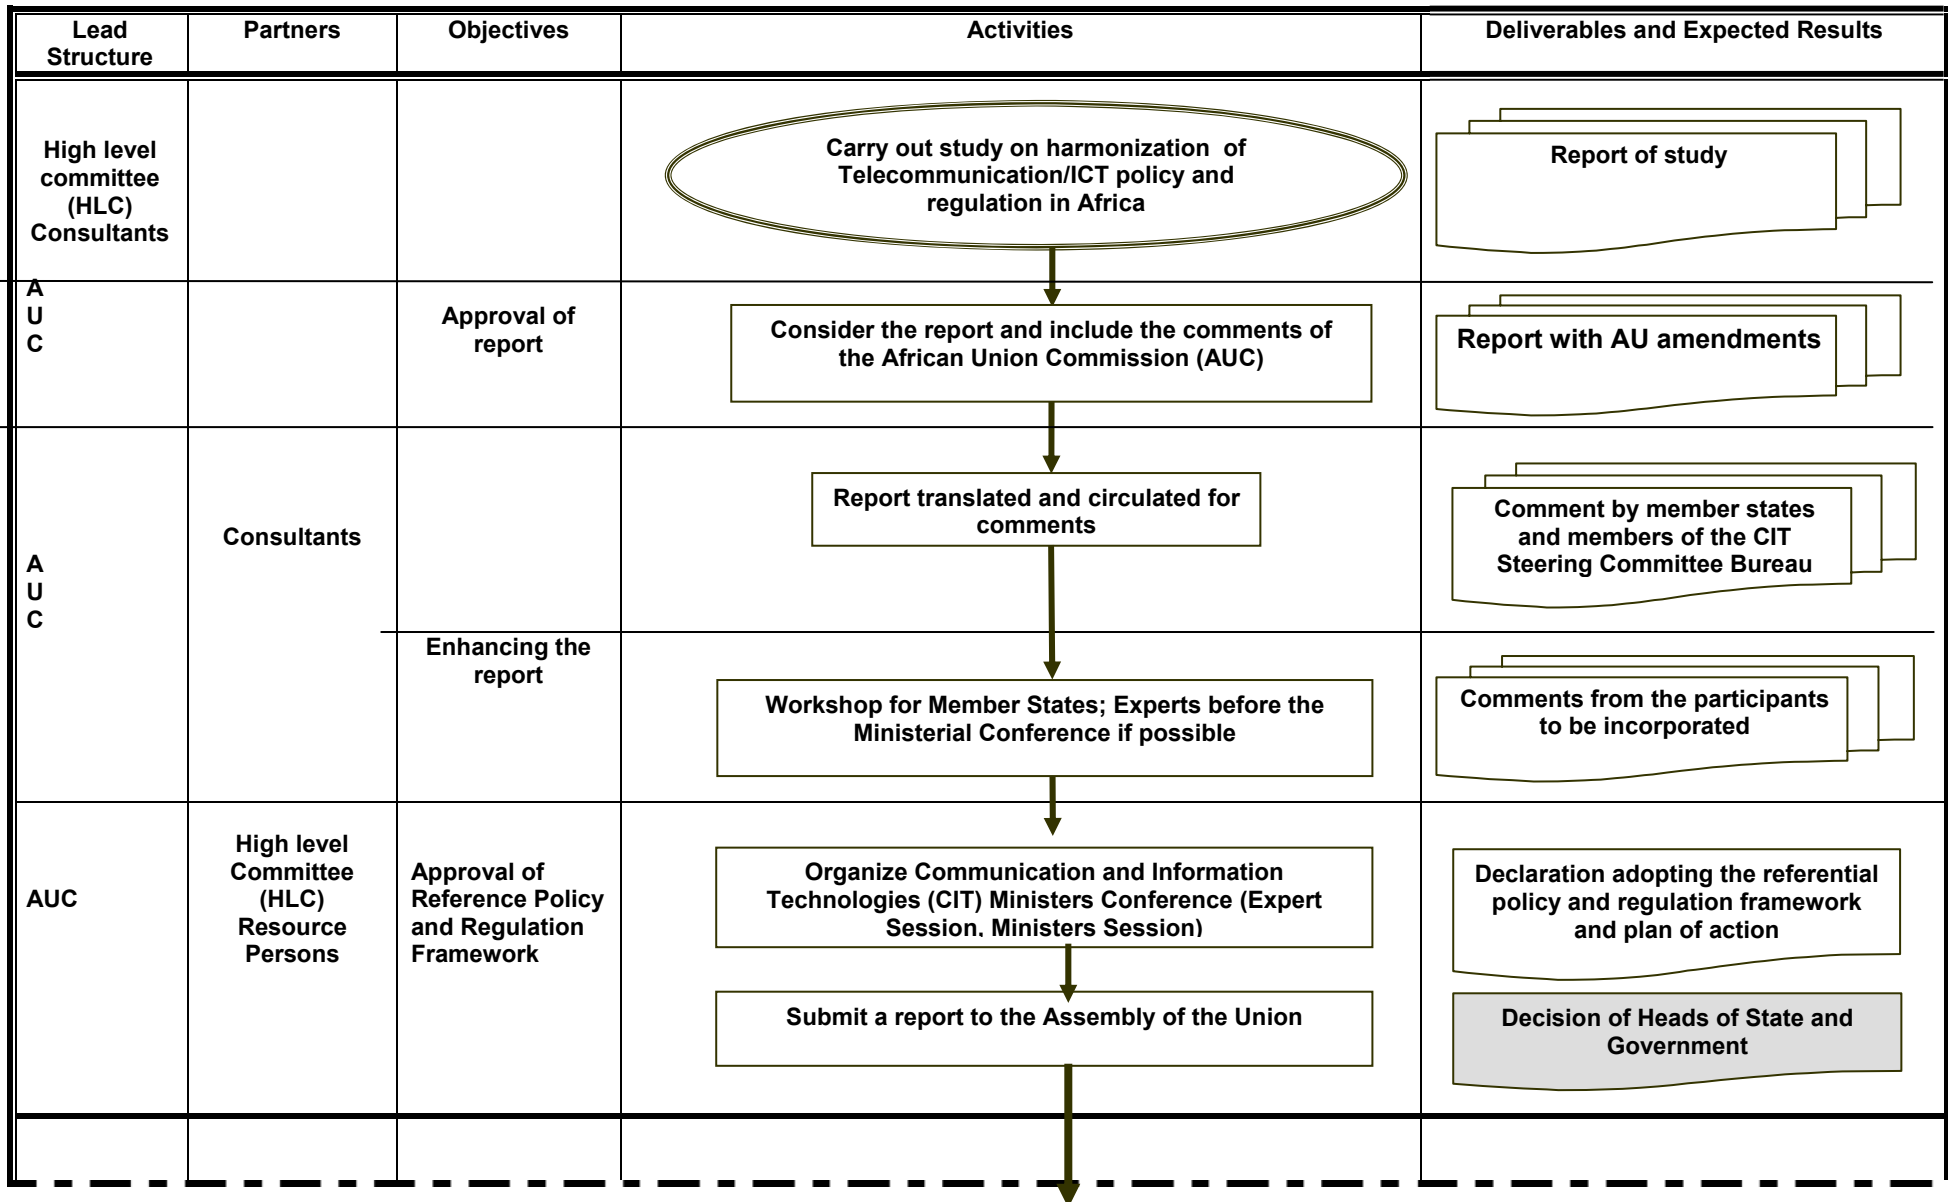 Lead
Structure
Partners
Objectives
Activities
Deliverables and Expected Results
High level
committee
(HLC)
Consultants
Carry out study on harmonization of
Telecommunication/ICT policy and
regulation in Africa
Report of study
A
U
C
Approval of
report
Consider the report and include the comments of
the African Union Commission (AUC)
Report with AU amendments
A
U
C
Consultants
Report translated and circulated for
comments
Comment by member states
and members of the CIT
Steering Committee Bureau
Enhancing the
report
Workshop for Member States; Experts before the
Ministerial Conference if possible
Comments from the participants
to be incorporated
AUC
High level
Committee
(HLC)
Resource
Persons
Approval of
Reference Policy
and Regulation
Framework
Organize Communication and Information
Technologies (CIT) Ministers Conference (Expert
Session, Ministers Session)
Declaration adopting the referential
policy and regulation framework
and plan of action
Submit a report to the Assembly of the Union
Decision of Heads of State and
Government